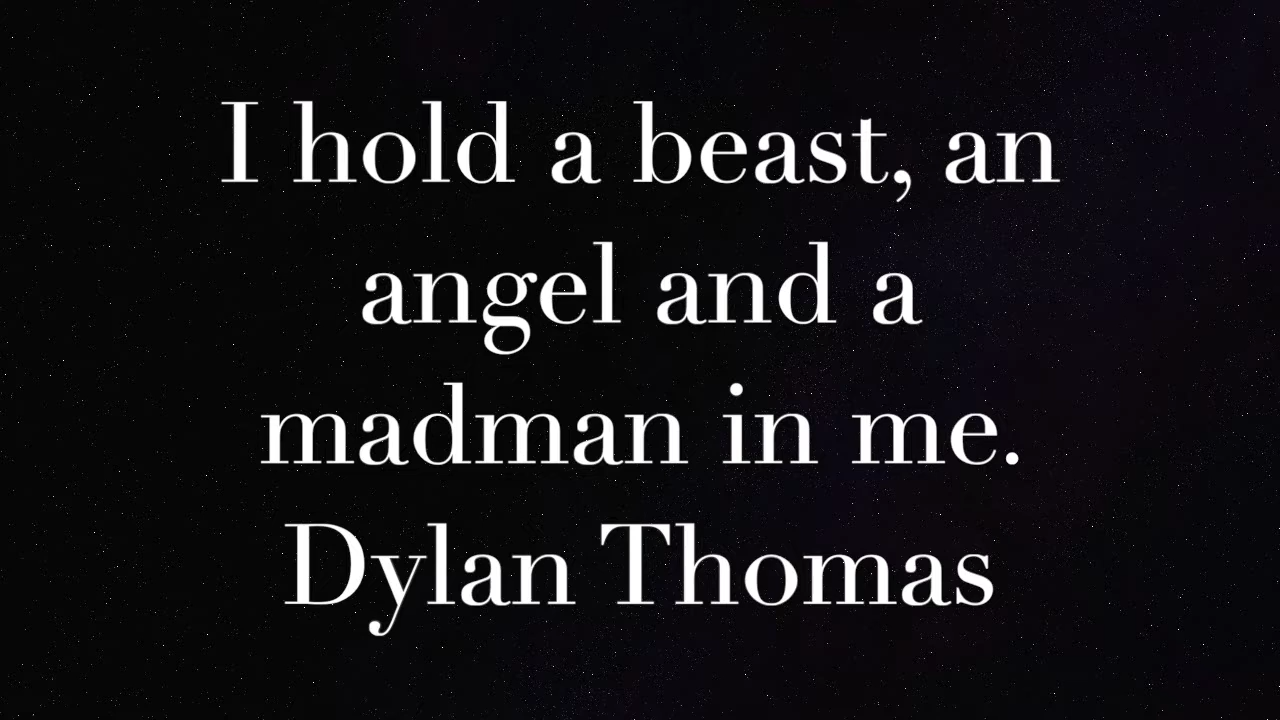 I hold a beast, an
angel and a
madman in me.
Dylan Thomas